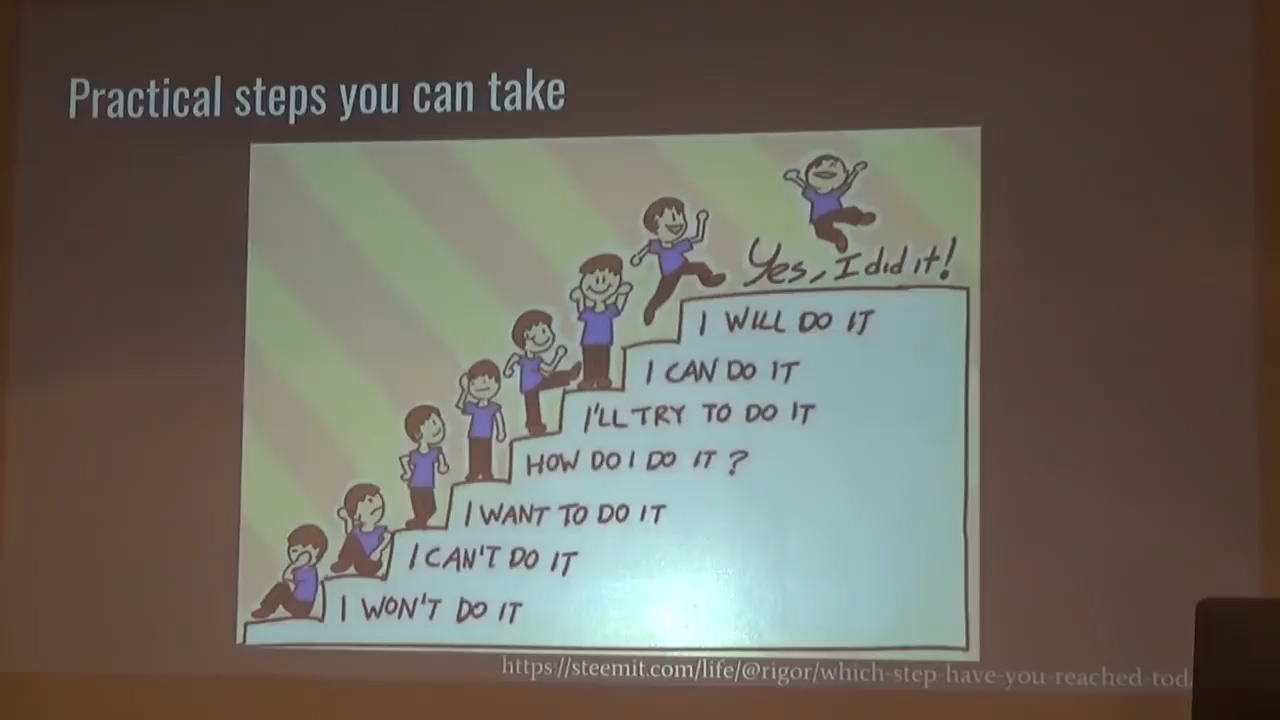 Practical steps you can take
Yes, I did it!
I WILL DO IT
I CAN DO IT
I'LL TRY TO DO IT
HOW DO I DO IT?
I WANT TO DO IT
I CAN'T DO IT
I WON'T DO IT
https://steemit.com/life/@rigor/which-step-have-you-reached-tod